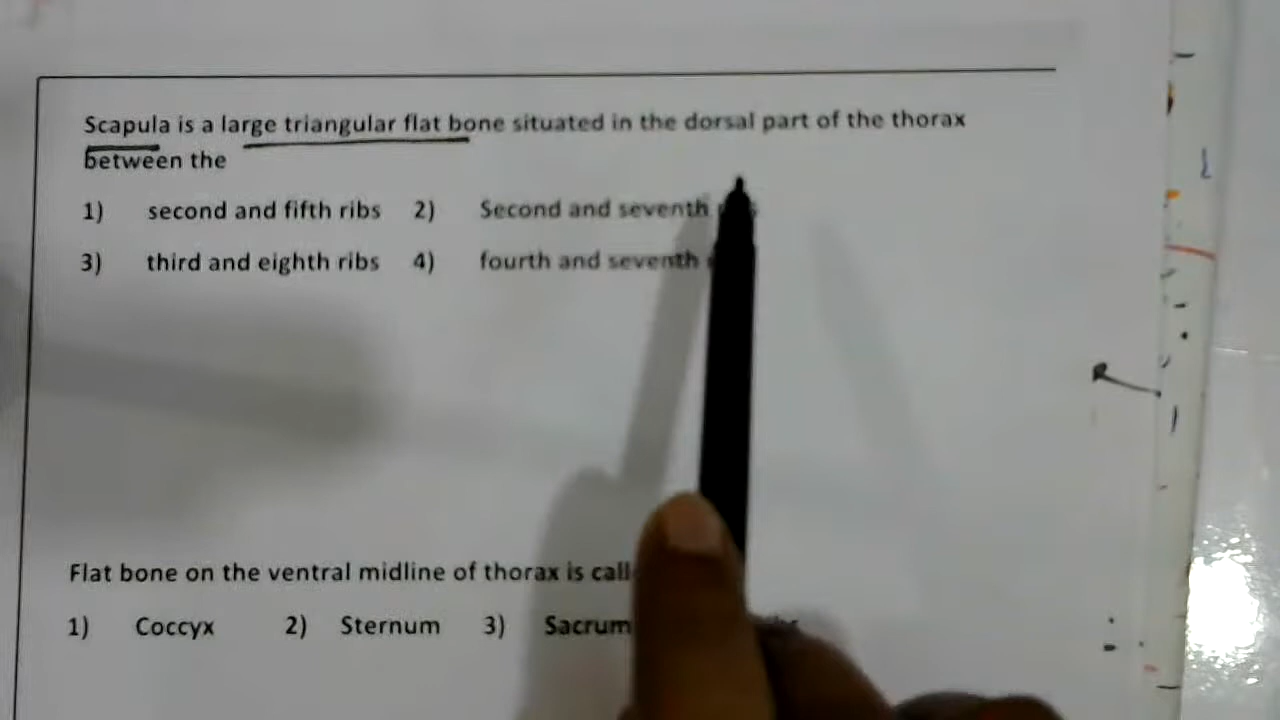 Scapula is a large triangular flat bone situated in the dorsal part of the thorax
between the
1) second and fifth ribs 2) Second and seventh
3) third and eighth ribs 4) fourth and seventh
Flat bone on the ventral midline of thorax is
1) Coccyx 2) Sternum 3) Sacrum